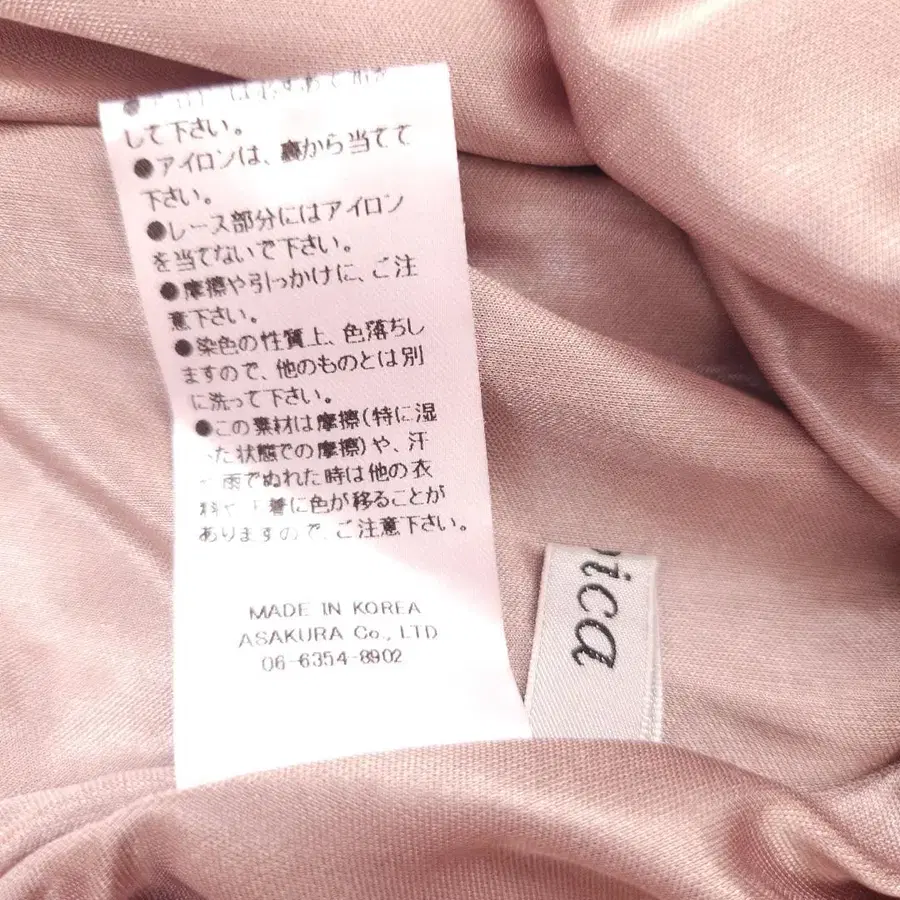 して下さい。
●アイロンは、裏から当てて
下さい。
●レース部分にはアイロン
を当てないで下さい。
●摩擦や引っかけに、ご注
意下さい。
●染色の性質上、色落ちし
ますので、他のものとは別
に洗って下さい。
●この素材は摩擦(特に湿
った状態での摩擦)や、汗
や雨でぬれた時は他の衣
料や下着に色が移ることが
ありますので、ご注意下さい。
MADE IN KOREA
ASAKURA Co., LTD
06-6354-8902
ica